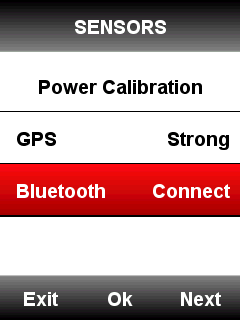 SENSORS
Power Calibration
GPS Strong
Bluetooth Connect
Exit Ok Next